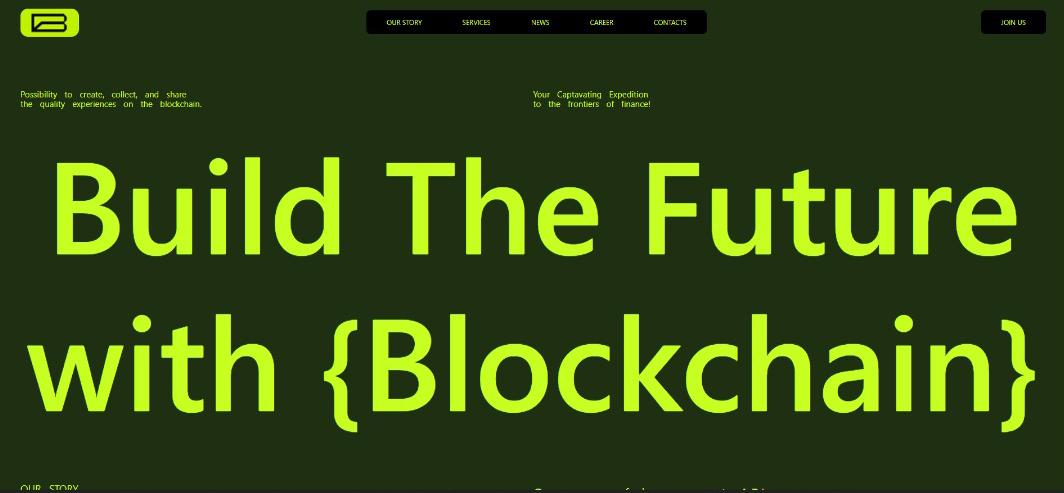 OUR STORY SERVICES NEWS CAREER CONTACTS JOIN US
Possibility to create, collect, and share
the quality experiences on the blockchain.
Your Captavating Expedition
to the frontiers of finance!
Build The Future
with {Blockchain}
OUR STORY